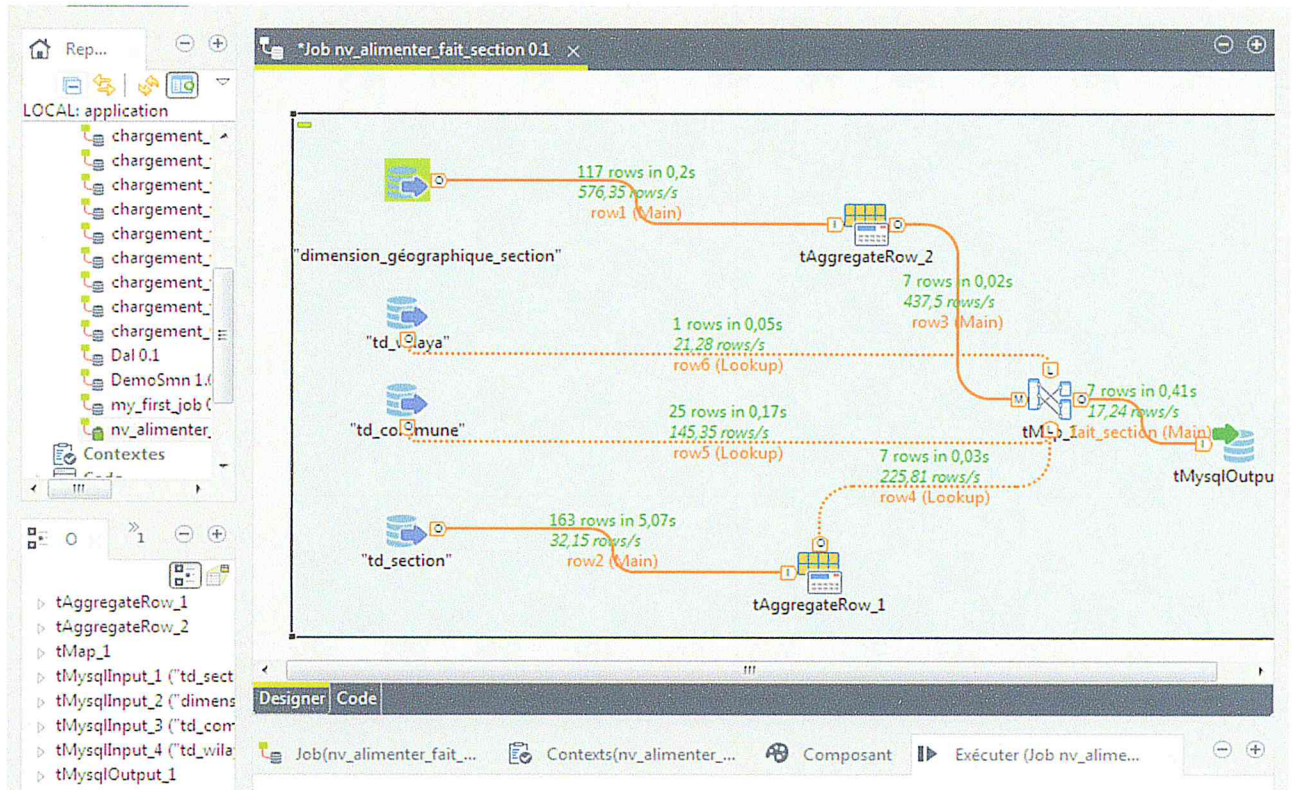 Rep...
LOCAL: application
chargement_
chargement_
chargement_
chargement_
chargement_
chargement_
chargement_
chargement_
chargement_
Dal 0.1
DemoSmn 1.
my_first_job
nv_alimenter_
Contextes
O
»1
tAggregateRow_1
tAggregateRow_2
tMap_1
tMysqlInput_1 ("td_sect
tMysqlInput_2 ("dimens
tMysqlInput_3 ("td_com
tMysqlInput_4 ("td_wila
tMysqlOutput_1
*Job nv_alimenter_fait_section 0.1
117 rows in 0,2s
576,35 rows/s
row1 (Main)
"dimension_géographique_section"
tAggregateRow_2
7 rows in 0,02s
437,5 rows/s
row3 (Main)
"td_wilaya"
1 rows in 0,05s
21,28 rows/s
row6 (Lookup)
"td_commune"
25 rows in 0,17s
145,35 rows/s
row5 (Lookup)
tMap_1
7 rows in 0,41s
17,24 rows/s
fait_section (Main)
tMysqlOutpu
7 rows in 0,03s
225,81 rows/s
row4 (Lookup)
"td_section"
163 rows in 5,07s
32,15 rows/s
row2 (Main)
tAggregateRow_1
Designer Code
Job(nv_alimenter_fait_... Contexts(nv_alimenter_... Composant Exécuter (Job nv_alime...